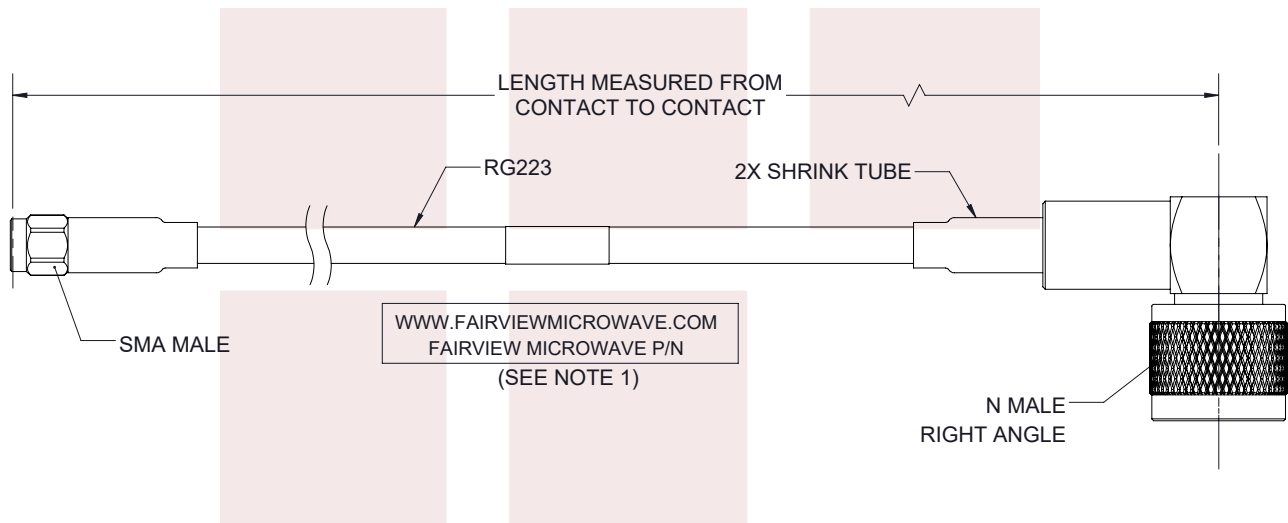 LENGTH MEASURED FROM
CONTACT TO CONTACT
RG223
2X SHRINK TUBE
SMA MALE
WWW.FAIRVIEWMICROWAVE.COM
FAIRVIEW MICROWAVE P/N
(SEE NOTE 1)
N MALE
RIGHT ANGLE